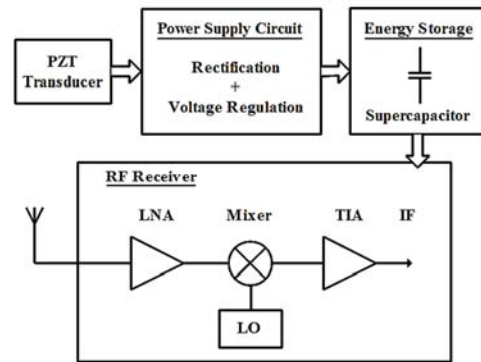 PZT
Transducer
Power Supply Circuit
Rectification
+
Voltage Regulation
Energy Storage
Supercapacitor
RF Receiver
LNA
Mixer
TIA
IF
LO